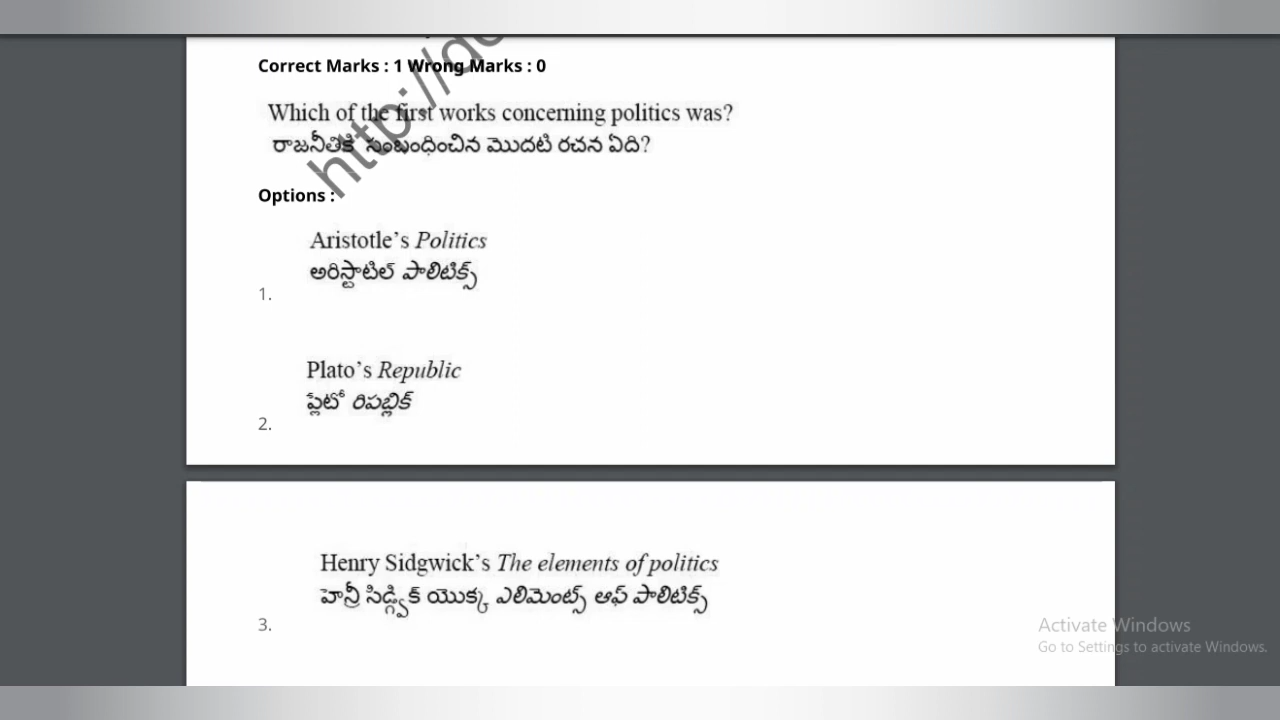 Correct Marks : 1 Wrong Marks : 0
Which of the first works concerning politics was?
రాజనీతికి సంబంధించిన మొదటి రచన ఏది?
Options :
Aristotle's Politics
అరిస్టాటిల్ పాలిటిక్స్
1.
Plato's Republic
ప్లేటో రిపబ్లిక్
2.
Henry Sidgwick's The elements of politics
హెన్రీ సిడ్గ్విక్ యొక్క ఎలిమెంట్స్ ఆఫ్ పాలిటిక్స్
3.
Activate Windows
Go to Settings to activate Windows.